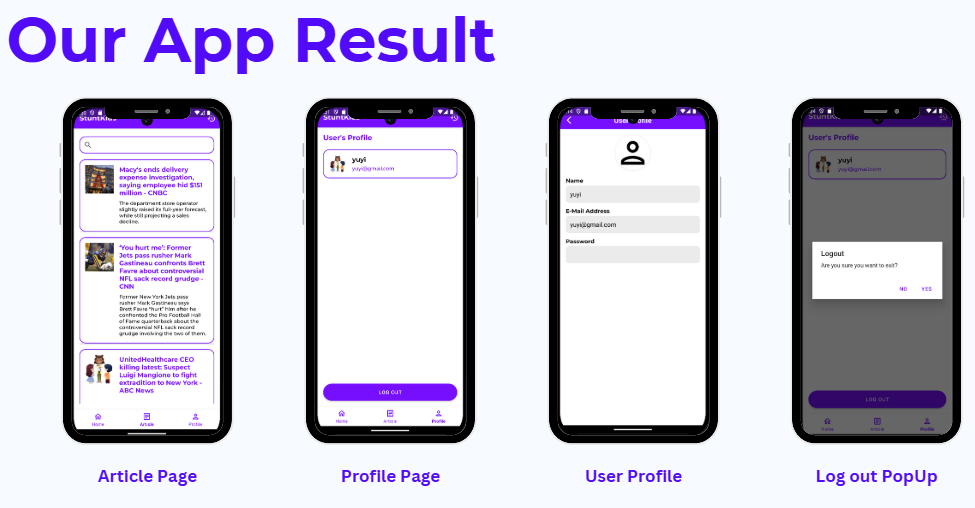 Our App Result
StuntKids
Macy's ends delivery
expense investigation,
saying employee hid $151
million - CNBC
The department store operator
slightly raised its full-year forecast,
while still projecting a sales
decline.
'You hurt me': Former
Jets pass rusher Mark
Gastineau confronts Brett
Favre about controversial
NFL sack record grudge -
CNN
Former New York Jets pass
rusher Mark Gastineau says
Brett Favre "hurt" him after he
confronted the Pro Football Hall
of Fame quarterback about the
controversial NFL sack record
grudge involving the two of them.
UnitedHealthcare CEO
killing latest: Suspect
Luigi Mangione to fight
extradition to New York -
ABC News
Home Article Profile
Article Page
StuntKids
User's Profile
yuyi
yuyi@gmail.com
LOG OUT
Home Article Profile
Profile Page
User Profile
Name
yuyi
E-Mail Address
yuyi@gmail.com
Password
User Profile
StuntKids
User's Profile
yuyi
yuyi@gmail.com
Logout
Are you sure you want to exit?
NO YES
LOG OUT
Home Article Profile
Log out PopUp